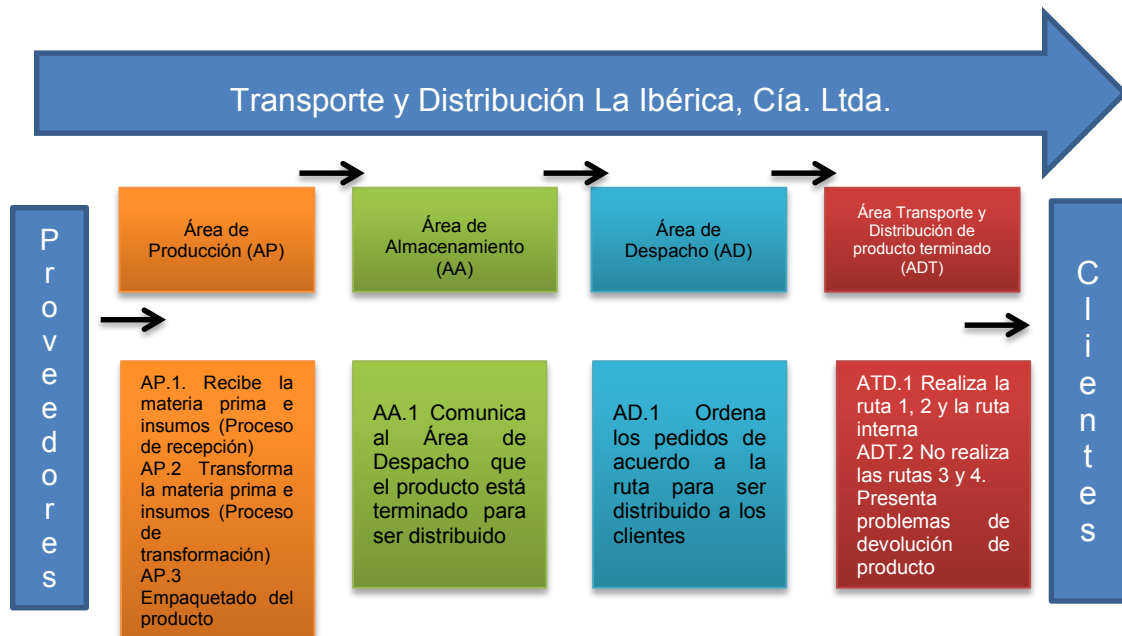 Transporte y Distribución La Ibérica, Cía. Ltda.
P
r
o
v
e
e
d
o
r
e
s
Área de
Producción (AP)
Área de
Almacenamiento
(AA)
Área de
Despacho (AD)
Área Transporte y
Distribución de
producto terminado
(ADT)
AP.1. Recibe la
materia prima e
insumos (Proceso
de recepción)
AP.2 Transforma
la materia prima e
insumos (Proceso
de
transformación)
AP.3
Empaquetado del
producto
AA.1 Comunica
al Área de
Despacho que
el producto está
terminado para
ser distribuido
AD.1 Ordena
los pedidos de
acuerdo a la
ruta para ser
distribuido a los
clientes
ATD.1 Realiza la
ruta 1, 2 y la ruta
interna
ADT.2 No realiza
las rutas 3 y 4.
Presenta
problemas de
devolución de
producto
C
l
i
e
n
t
e
s